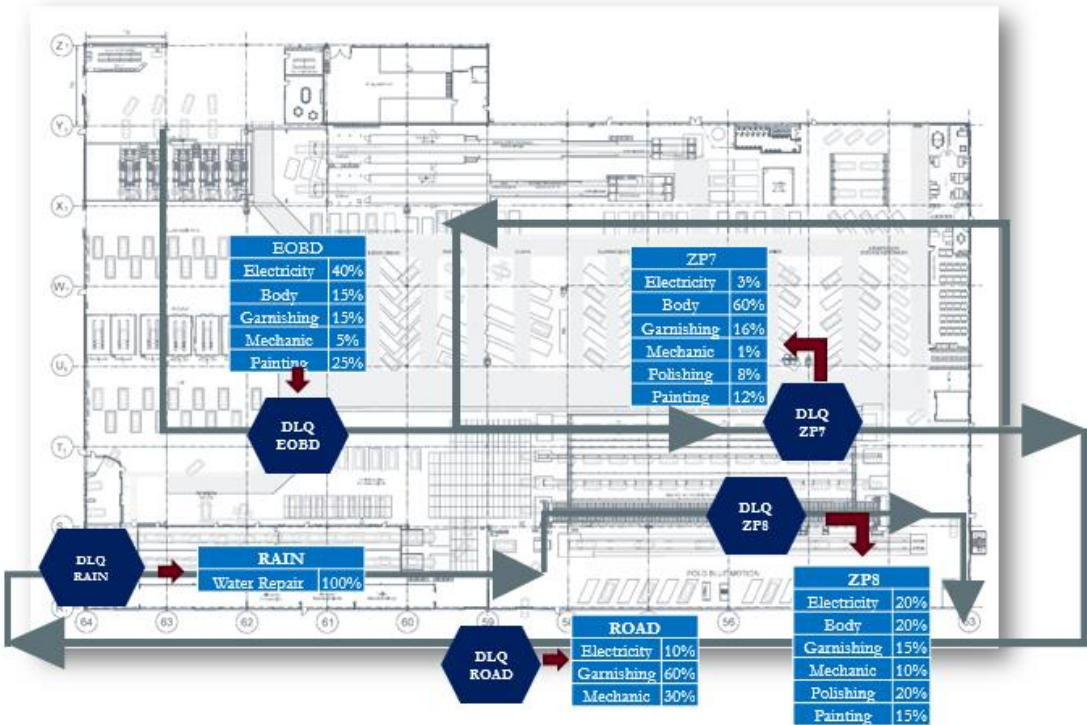 Z
Y
X
W
U
T
S
EOBD
Electricity 40%
Body 15%
Garnishing 15%
Mechanic 5%
Painting 25%
ZP7
Electricity 3%
Body 60%
Garnishing 16%
Mechanic 1%
Polishing 8%
Painting 12%
DLQ
EOBD
DLQ
ZP7
DLQ
ZP8
DLQ
RAIN
RAIN
Water Repair 100%
POLO BLUEMOTION
64 63 62 61 60 59 58 56 53
DLQ
ROAD
ROAD
Electricity 10%
Garnishing 60%
Mechanic 30%
ZP8
Electricity 20%
Body 20%
Garnishing 15%
Mechanic 10%
Polishing 20%
Painting 15%